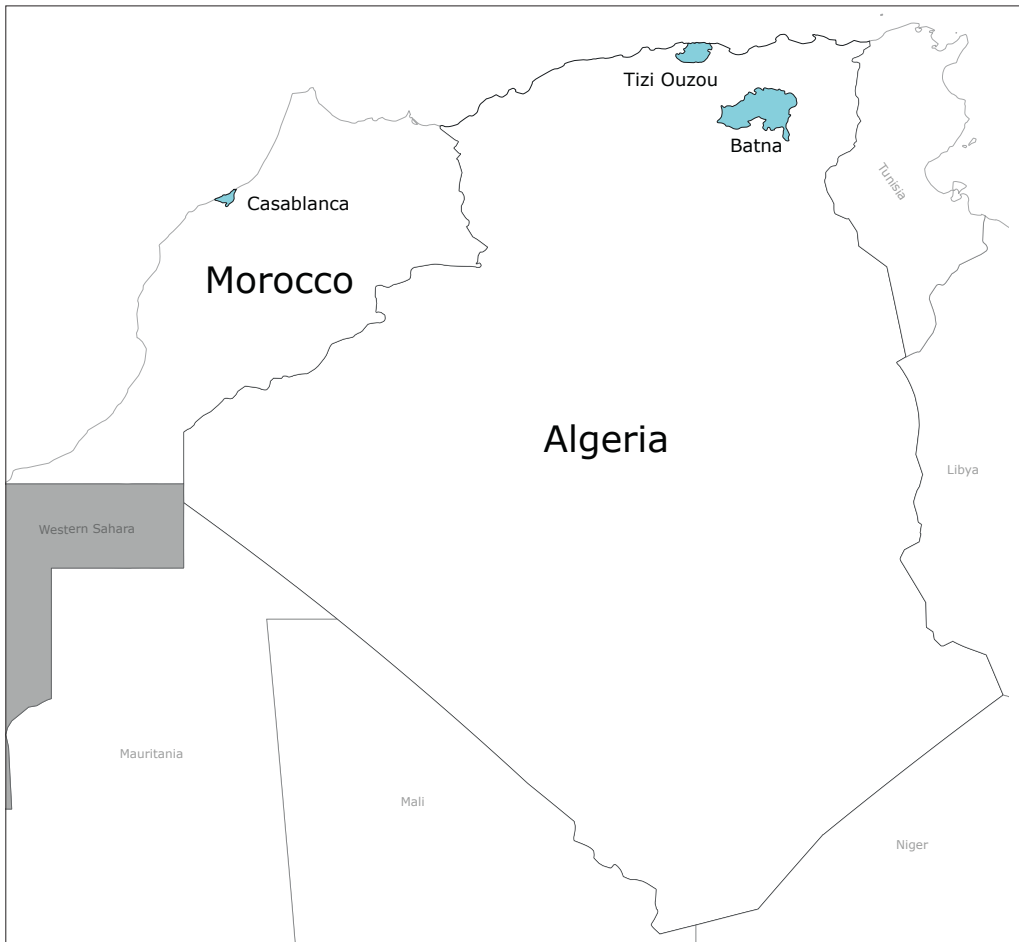 Tizi Ouzou
Batna
Tunisia
Casablanca
Morocco
Algeria
Libya
Western Sahara
Mauritania
Mali
Niger